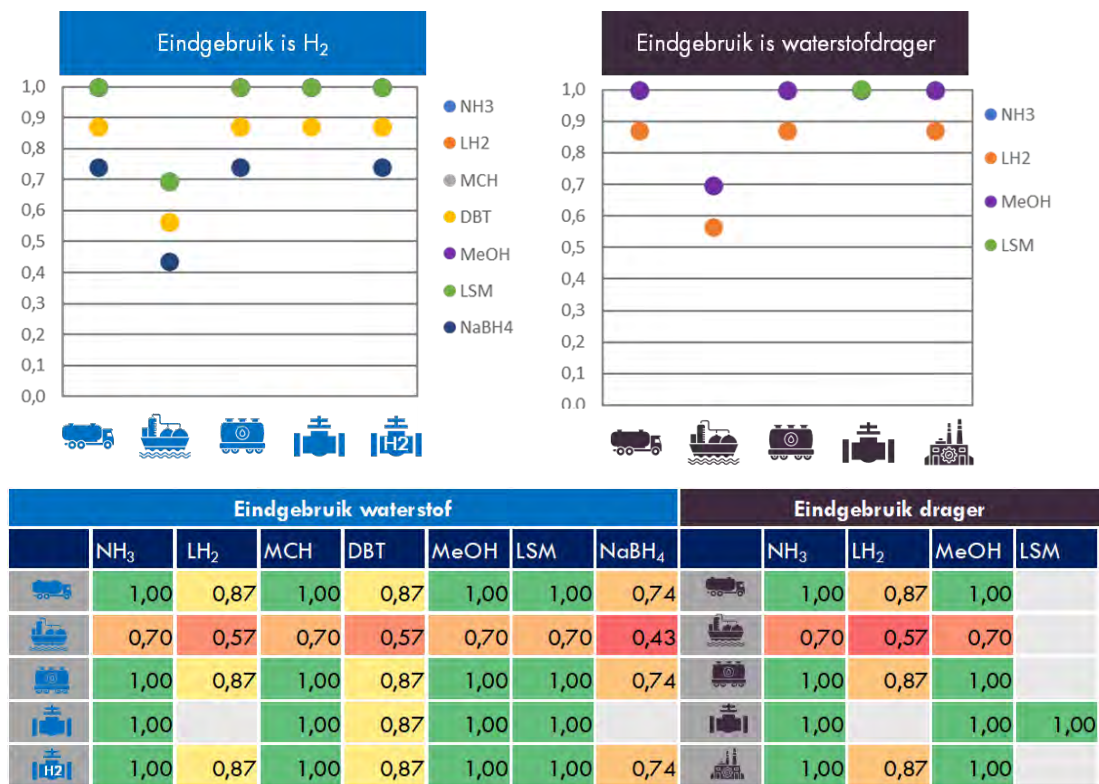 Eindgebruik is H₂
1,0
0,9
0,8
0,7
0,6
0,5
0,4
0,3
0,2
0,1
0,0
NH3
LH2
MCH
DBT
MeOH
LSM
NaBH4
H2
Eindgebruik is waterstofdrager
1,0
0,9
0,8
0,7
0,6
0,5
0,4
0,3
0,2
0,1
0.0
NH3
LH2
MeOH
LSM
Eindgebruik waterstof Eindgebruik drager
NH₃ LH₂ MCH DBT MeOH LSM NaBH₄ NH₃ LH₂ MeOH LSM
1,00 0,87 1,00 0,87 1,00 1,00 0,74 1,00 0,87 1,00
0,70 0,57 0,70 0,57 0,70 0,70 0,43 0,70 0,57 0,70
1,00 0,87 1,00 0,87 1,00 1,00 0,74 1,00 0,87 1,00
1,00 1,00 0,87 1,00 1,00 1,00 1,00 1,00
H2 1,00 0,87 1,00 0,87 1,00 1,00 0,74 1,00 0,87 1,00